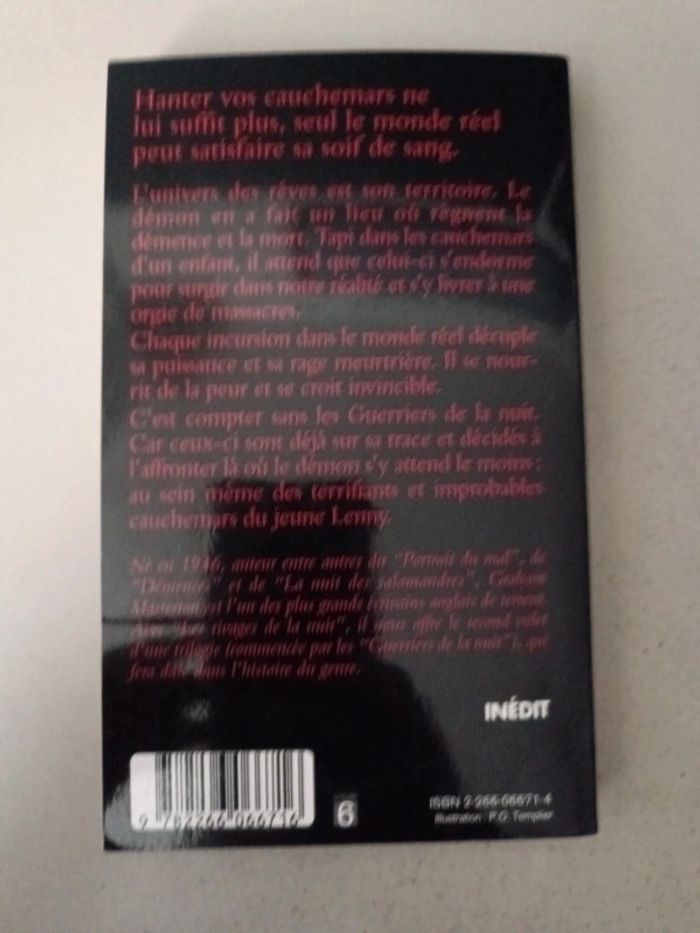 Hanter vos cauchemars ne
lui suffit plus, seul le monde réel
peut satisfaire sa soif de sang.
L'univers des rêves est son territoire. Le
démon en a fait un lieu où règnent la
démence et la mort. Tapi dans les cauchemars
d'un enfant, il attend que celui-ci s'endorme
pour surgir dans notre réalité et s'y livrer à une
orgie de massacres.
Chaque incursion dans le monde réel décuple
sa puissance et sa rage meurtrière. Il se nour-
rit de la peur et se croit invincible.
C'est compter sans les Guerriers de la nuit.
Car ceux-ci sont déjà sur sa trace et décidés à
l'affronter là où le démon s'y attend le moins :
au sein même des terrifiants et improbables
cauchemars du jeune Lenny.
Né en 1946, auteur entre autres du "Portrait du mal", de
"Démences" et de "La nuit des salamandres", Graham
Masterton est l'un des plus grands écrivains anglais de terreur.
Avec "Les rivages de la nuit", il nous offre le second volet
d'une trilogie (commencée par les "Guerriers de la nuit"), qui
fera date dans l'histoire du genre.
INÉDIT
9 782266 066716
6
ISBN 2-266-06671-4
Illustration : P.O. Templier